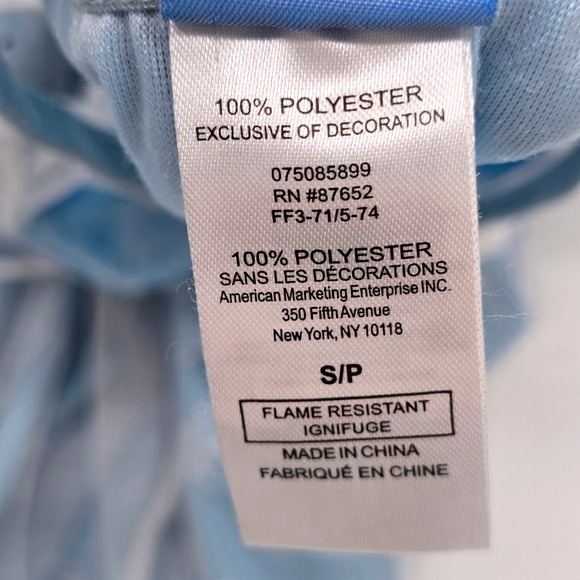 100% POLYESTER
EXCLUSIVE OF DECORATION
075085899
RN #87652
FF3-71/5-74
100% POLYESTER
SANS LES DÉCORATIONS
American Marketing Enterprise INC.
350 Fifth Avenue
New York, NY 10118
S/P
FLAME RESISTANT
IGNIFUGE
MADE IN CHINA
FABRIQUÉ EN CHINE